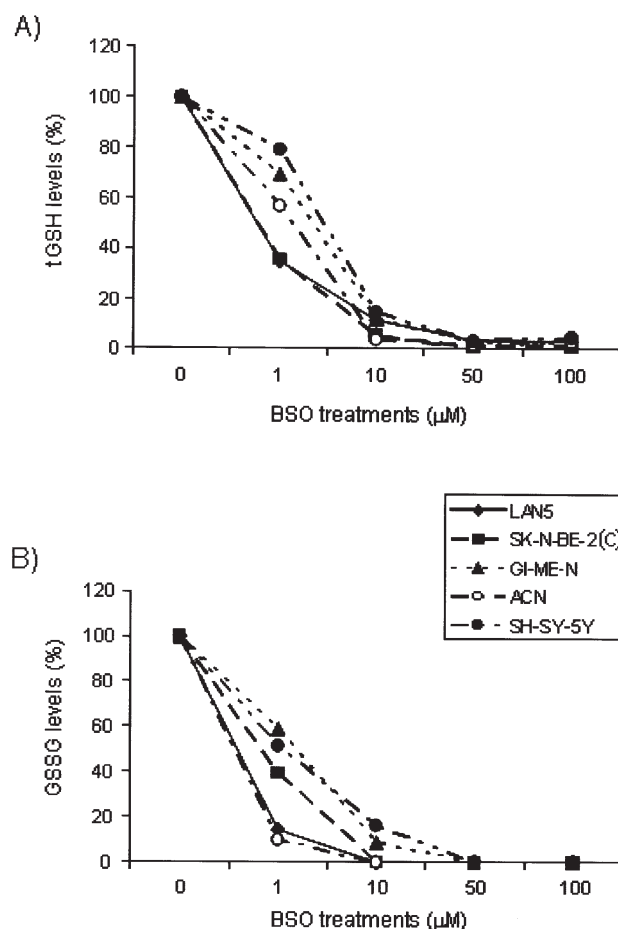 A)
tGSH levels (%)
120
100
80
60
40
20
0
0 1 10 50 100
BSO treatments (µM)
LAN5
SK-N-BE-2(C)
GI-ME-N
ACN
SH-SY-5Y
B)
GSSG levels (%)
120
100
80
60
40
20
0
0 1 10 50 100
BSO treatments (µM)